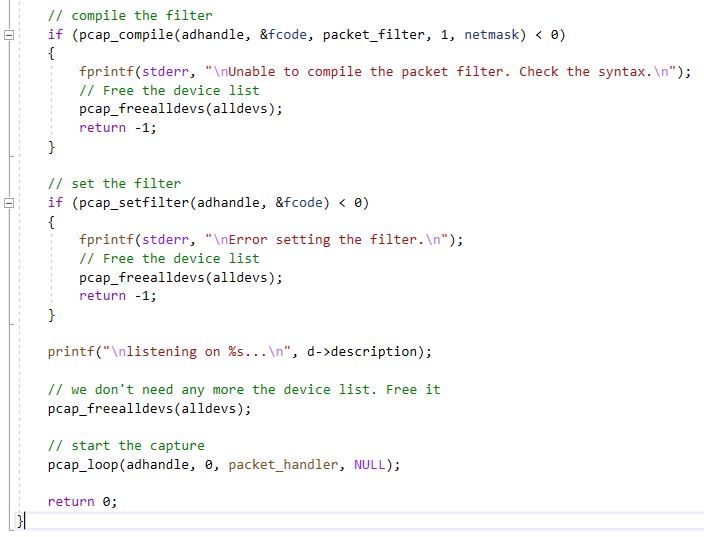 // compile the filter
if (pcap_compile(adhandle, &fcode, packet_filter, 1, netmask) < 0)
{
fprintf(stderr, "\nUnable to compile the packet filter. Check the syntax.\n");
// Free the device list
pcap_freealldevs(alldevs);
return -1;
}
// set the filter
if (pcap_setfilter(adhandle, &fcode) < 0)
{
fprintf(stderr, "\nError setting the filter.\n");
// Free the device list
pcap_freealldevs(alldevs);
return -1;
}
printf("\nlistening on %s...\n", d->description);
// we don't need any more the device list. Free it
pcap_freealldevs(alldevs);
// start the capture
pcap_loop(adhandle, 0, packet_handler, NULL);
return 0;
}